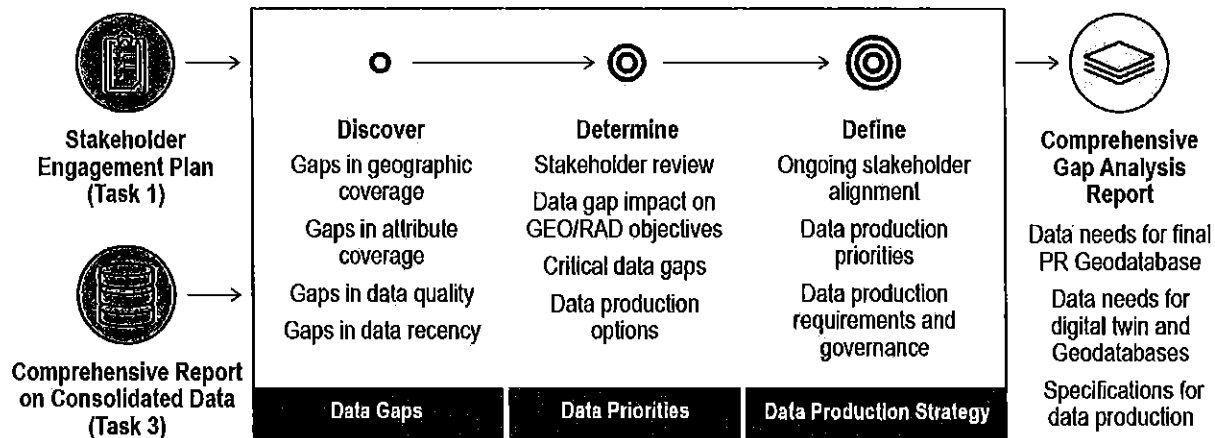 Stakeholder
Engagement Plan
(Task 1)
Comprehensive Report
on Consolidated Data
(Task 3)
Discover
Gaps in geographic
coverage
Gaps in attribute
coverage
Gaps in data quality
Gaps in data recency
Data Gaps
Determine
Stakeholder review
Data gap impact on
GEO/RAD objectives
Critical data gaps
Data production
options
Data Priorities
Define
Ongoing stakeholder
alignment
Data production
priorities
Data production
requirements and
governance
Data Production Strategy
Comprehensive
Gap Analysis
Report
Data needs for final
PR Geodatabase
Data needs for
digital twin and
Geodatabases
Specifications for
data production